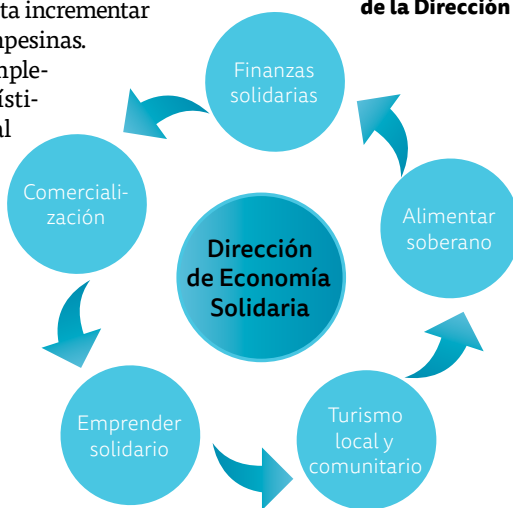 ta incrementar
npesinas.
nple-
ísti-
al
de la Dirección
Finanzas
solidarias
Comerciali-
zación
Alimentar
soberano
Dirección
de Economía
Solidaria
Emprender
solidario
Turismo
local y
comunitario